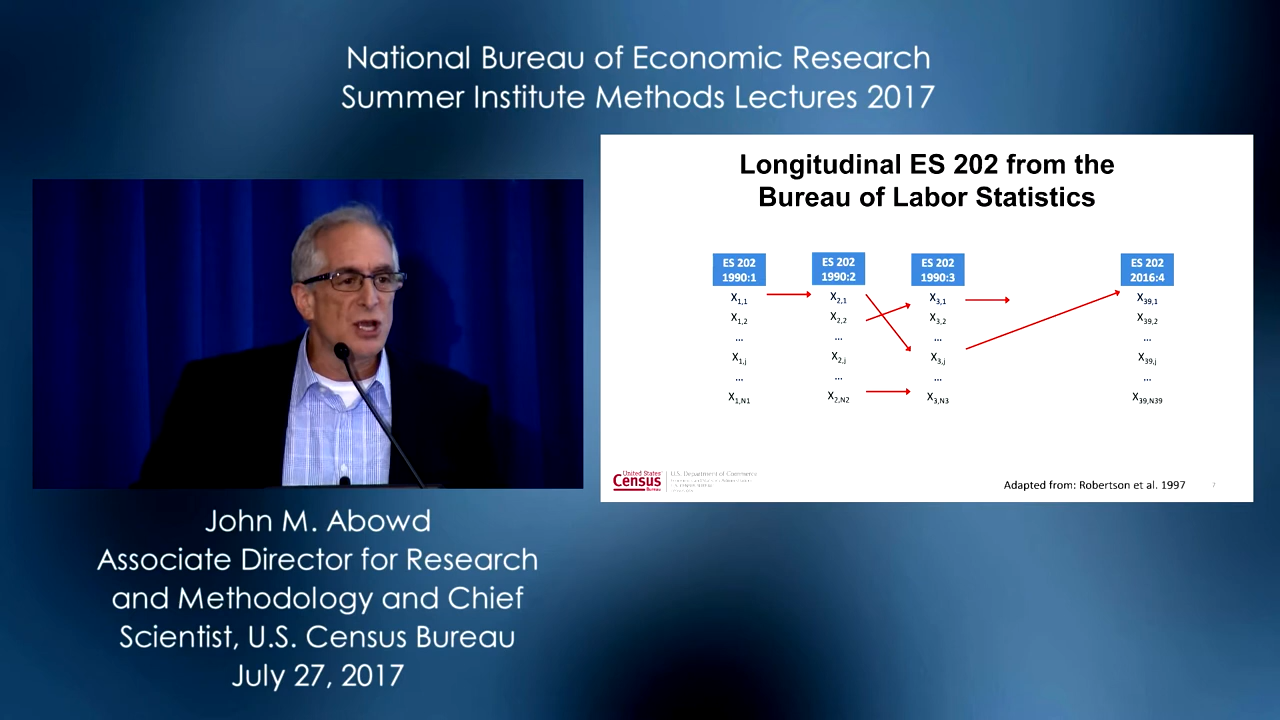 National Bureau of Economic Research
Summer Institute Methods Lectures 2017
Longitudinal ES 202 from the
Bureau of Labor Statistics
ES 202 ES 202 ES 202 ES 202
1990:1 1990:2 1990:3 2016:4
X1,1 X2,1 X3,1 X39,1
X1,2 X2,2 X3,2 X39,2
... ... ... ...
X1,j X2,j X3,j X39,j
... ... ... ...
X1,N1 X2,N2 X3,N3 X39,N39
United States
Census
Bureau
U.S. Department of Commerce
Adapted from: Robertson et al. 1997 7
John M. Abowd
Associate Director for Research
and Methodology and Chief
Scientist, U.S. Census Bureau
July 27, 2017